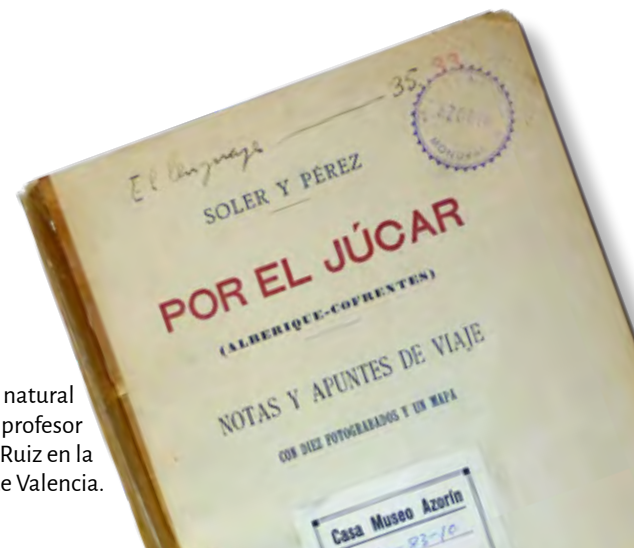 El lenguaje 35, 33
AZORÍN
MONÓVAR
SOLER Y PÉREZ
POR EL JÚCAR
(ALBERIQUE-COFRENTES)
NOTAS Y APUNTES DE VIAJE
CON DIEZ FOTOGRABADOS Y UN MAPA
Casa Museo Azorín
83-10
natural
profesor
Ruiz en la
e Valencia.